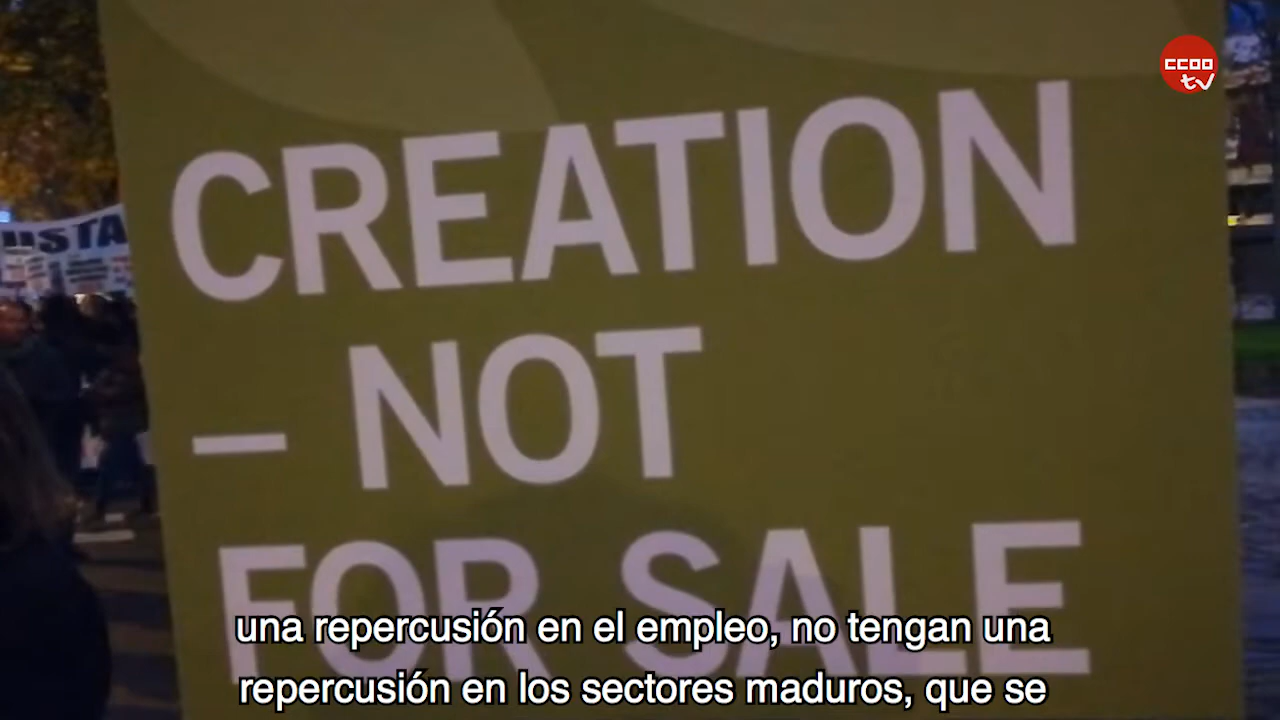 CCOO
tv
CREATION
USTA
– NOT
FOR SALE
una repercusión en el empleo, no tengan una
repercusión en los sectores maduros, que se